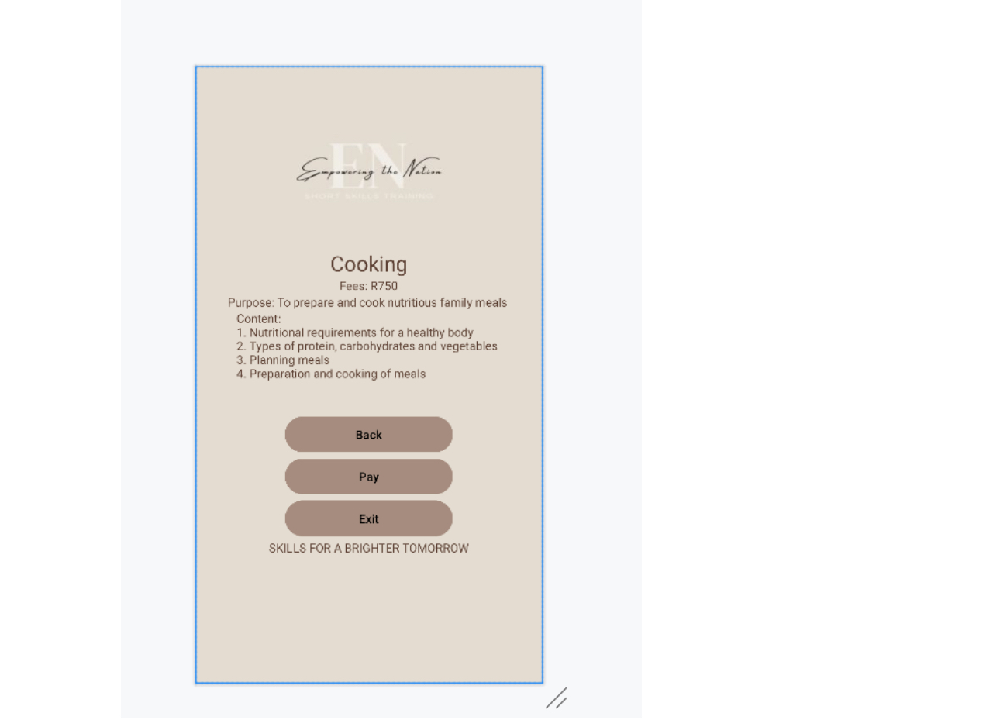 EN
Empowering the Nation
SHORT SKILLS TRAINING
Cooking
Fees: R750
Purpose: To prepare and cook nutritious family meals
Content:
1. Nutritional requirements for a healthy body
2. Types of protein, carbohydrates and vegetables
3. Planning meals
4. Preparation and cooking of meals
Back
Pay
Exit
SKILLS FOR A BRIGHTER TOMORROW